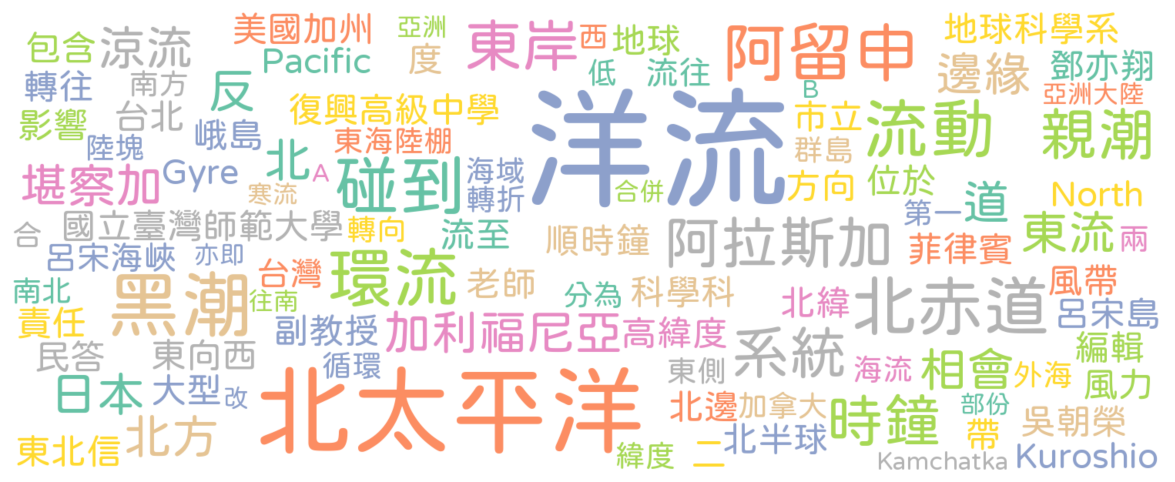 包含 涼流 美國加州 亞洲 東岸 西 地球 阿留申 地球科學系
轉往 南方 反 Pacific 度 低 流往 邊緣 鄧亦翔
影響 台北 復興高級中學 B 市立 流動 亞洲大陸 親潮
陸塊 峨島 東海陸棚 洋流 群島
堪察加 Gyre 北 A 碰到 海域 方向 位於 North
寒流 轉折 合併 第一 道
合 國立臺灣師範大學 轉向 流至 順時鐘 阿拉斯加 菲律賓 東流 兩
呂宋海峽 亦即 台灣 環流 老師 風帶
南北 黑潮 往南 分為 科學科 北緯 北赤道 呂宋島
責任 副教授 加利福尼亞 高緯度 系統 編輯
民答 東向西 循環 東側 海流 相會 外海 風力
日本 大型 改 北太平洋 北邊 加拿大 時鐘 部份 吳朝榮
東北信 北方 緯度 二 北半球 帶 Kamchatka Kuroshio